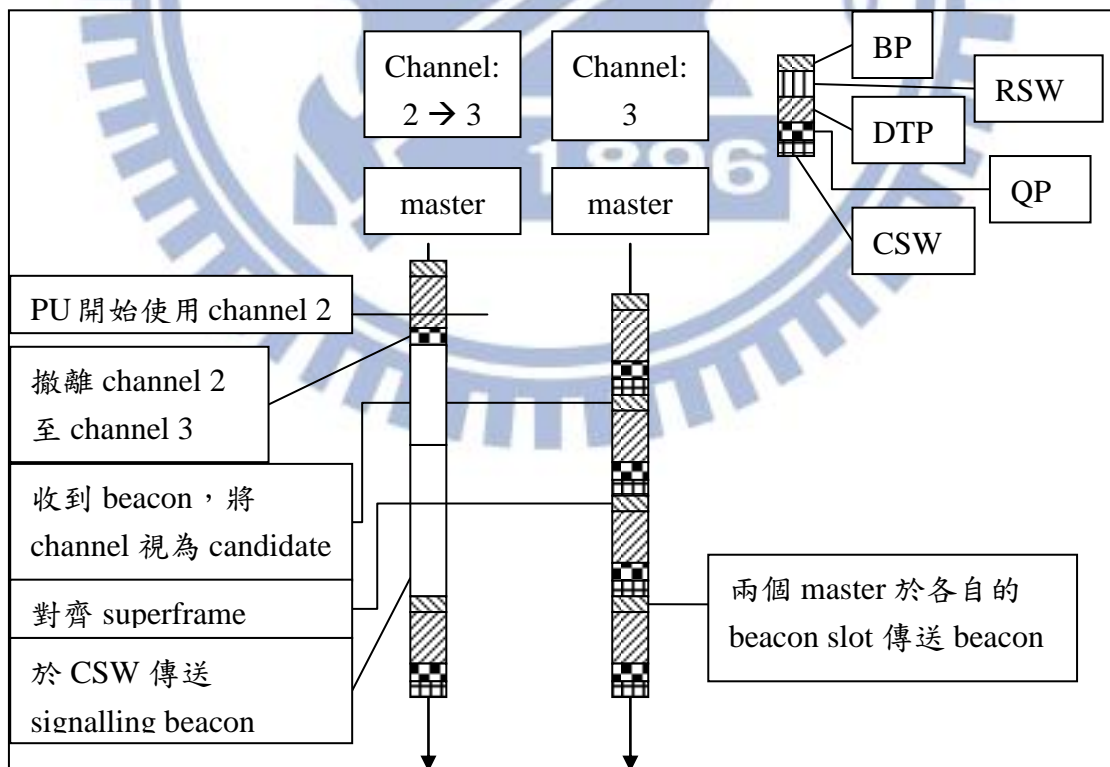 Channel:
2 → 3
Channel:
3
BP
RSW
DTP
QP
CSW
1896
master
master
PU 開始使用 channel 2
撤離 channel 2
至 channel 3
收到 beacon,將
channel 視為 candidate
對齊 superframe
於 CSW 傳送
signalling beacon
兩個 master 於各自的
beacon slot 傳送 beacon